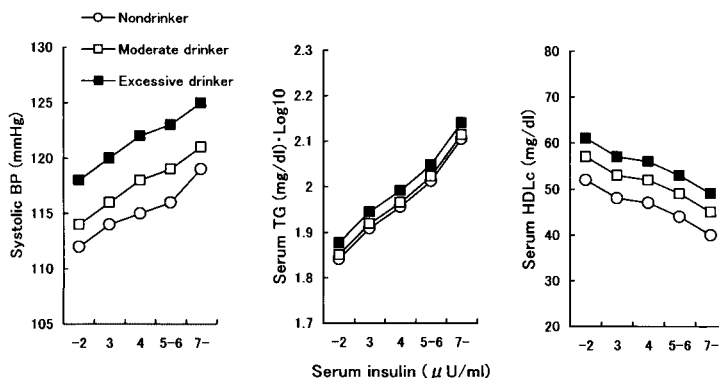 Nondrinker
Moderate drinker
Excessive drinker
Systolic BP (mmHg)
130
125
120
115
110
105
-2 3 4 5-6 7-
Serum TG (mg/dl)・Log10
2.3
2.2
2.1
2
1.9
1.8
1.7
-2 3 4 5-6 7-
Serum HDLc (mg/dl)
80
70
60
50
40
30
20
-2 3 4 5-6 7-
Serum insulin (μU/ml)